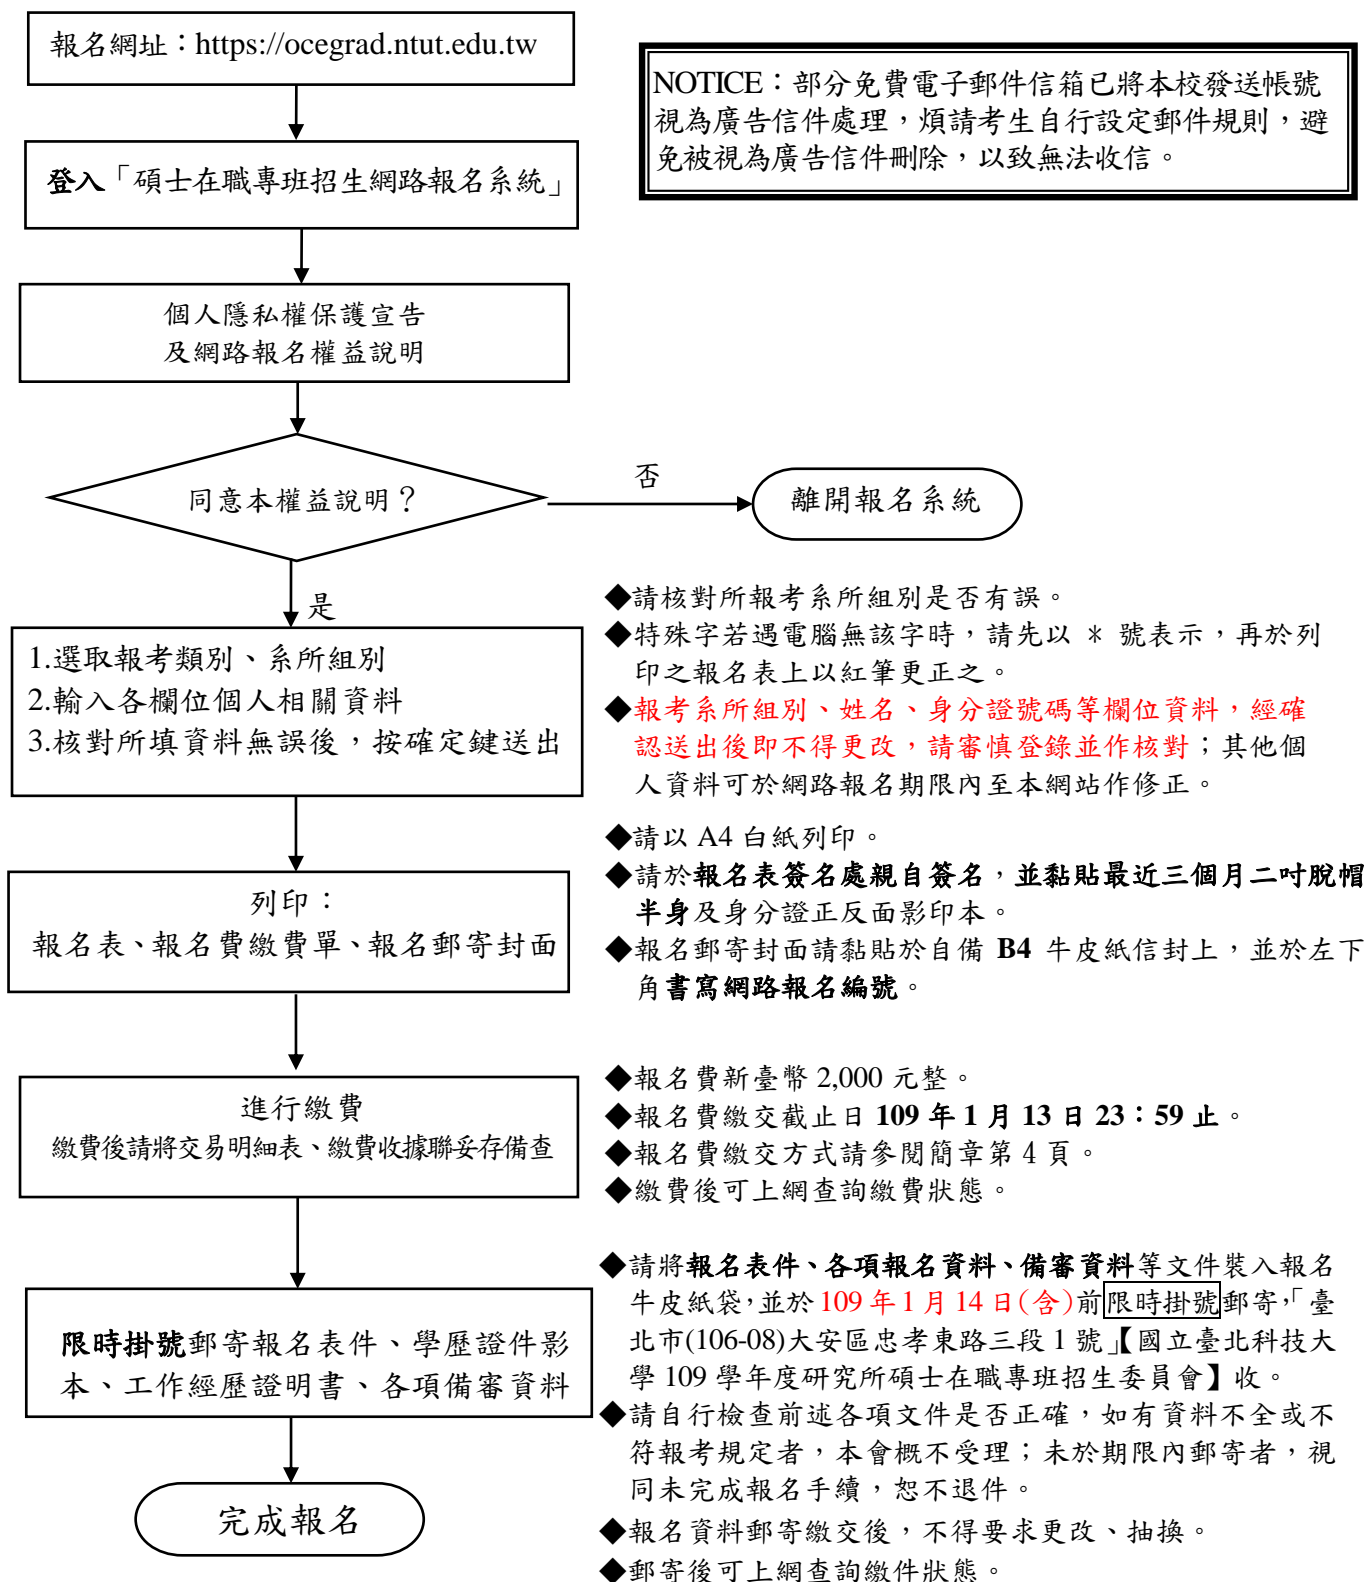 報名網址：https://ocegrad.ntut.edu.tw
NOTICE：部分免費電子郵件信箱已將本校發送帳號
視為廣告信件處理，煩請考生自行設定郵件規則，避
免被視為廣告信件刪除，以致無法收信。
登入「碩士在職專班招生網路報名系統」
個人隱私權保護宣告
及網路報名權益說明
同意本權益說明？
否
離開報名系統
是
1.選取報考類別、系所組別
2.輸入各欄位個人相關資料
3.核對所填資料無誤後，按確定鍵送出
◆請核對所報考系所組別是否有誤。
◆特殊字若遇電腦無該字時，請先以 * 號表示，再於列
印之報名表上以紅筆更正之。
◆報考系所組別、姓名、身分證號碼等欄位資料，經確
認送出後即不得更改，請審慎登錄並作核對；其他個
人資料可於網路報名期限內至本網站作修正。
列印：
報名表、報名費繳費單、報名郵寄封面
◆請以 A4 白紙列印。
◆請於報名表簽名處親自簽名，並黏貼最近三個月二吋脫帽
半身及身分證正反面影印本。
◆報名郵寄封面請黏貼於自備 B4 牛皮紙信封上，並於左下
角書寫網路報名編號。
進行繳費
繳費後請將交易明細表、繳費收據聯妥存備查
◆報名費新臺幣 2,000 元整。
◆報名費繳交截止日 109 年 1 月 13 日 23：59 止。
◆報名費繳交方式請參閱簡章第 4 頁。
◆繳費後可上網查詢繳費狀態。
限時掛號郵寄報名表件、學歷證件影
本、工作經歷證明書、各項備審資料
◆請將報名表件、各項報名資料、備審資料等文件裝入報名
牛皮紙袋，並於 109 年 1 月 14 日(含)前限時掛號郵寄，「臺
北市(106-08)大安區忠孝東路三段 1 號」【國立臺北科技大
學 109 學年度研究所碩士在職專班招生委員會】收。
◆請自行檢查前述各項文件是否正確，如有資料不全或不
符報考規定者，本會概不受理；未於期限內郵寄者，視
同未完成報名手續，恕不退件。
◆報名資料郵寄繳交後，不得要求更改、抽換。
◆郵寄後可上網查詢繳件狀態。
完成報名